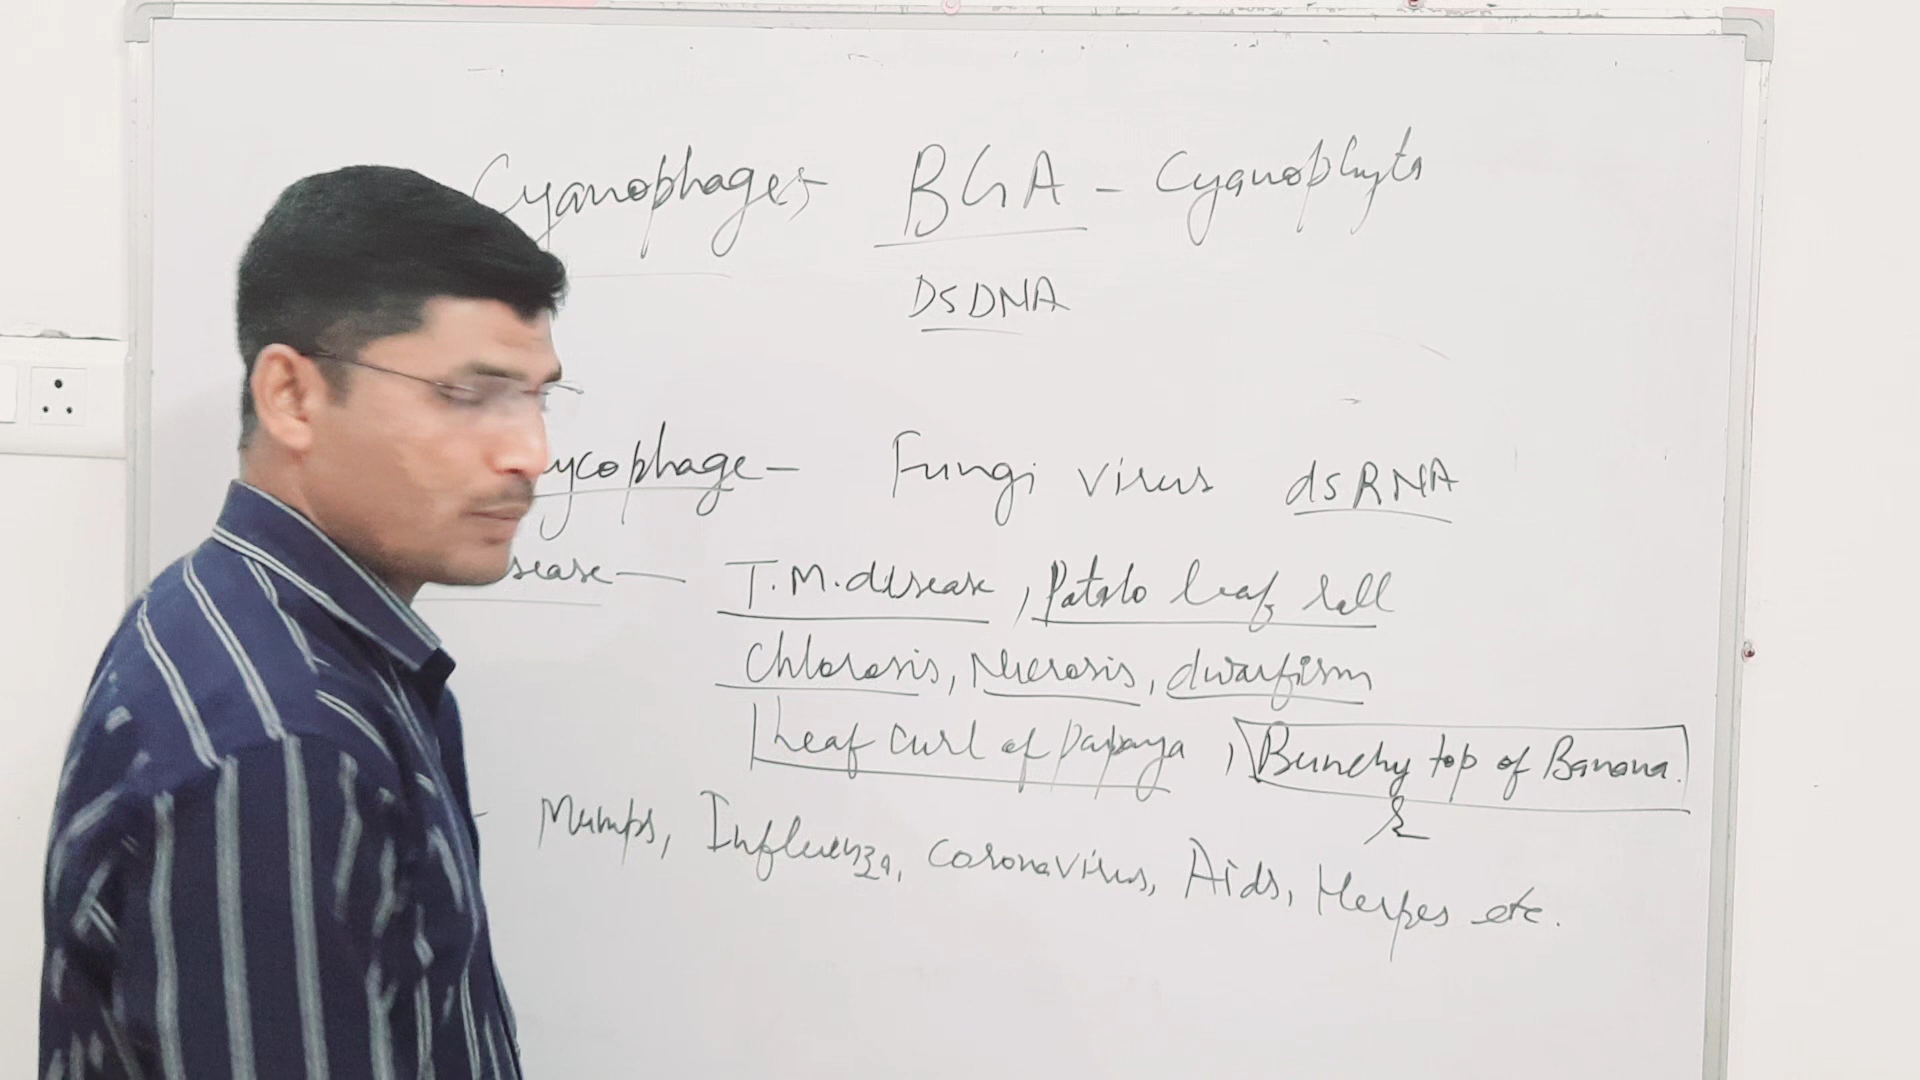 Cyanophages - BGA - Cyanophyta
DSDNA
ycophage - Fungi virus dsRNA
sease - T.M. disease, Potato leaf roll
Chlorosis, Necrosis, dwarfism
Leaf curl of papaya, Bunchy top of Banana.
- Mumps, Influenza, coronavirus, Aids, Herpes etc.